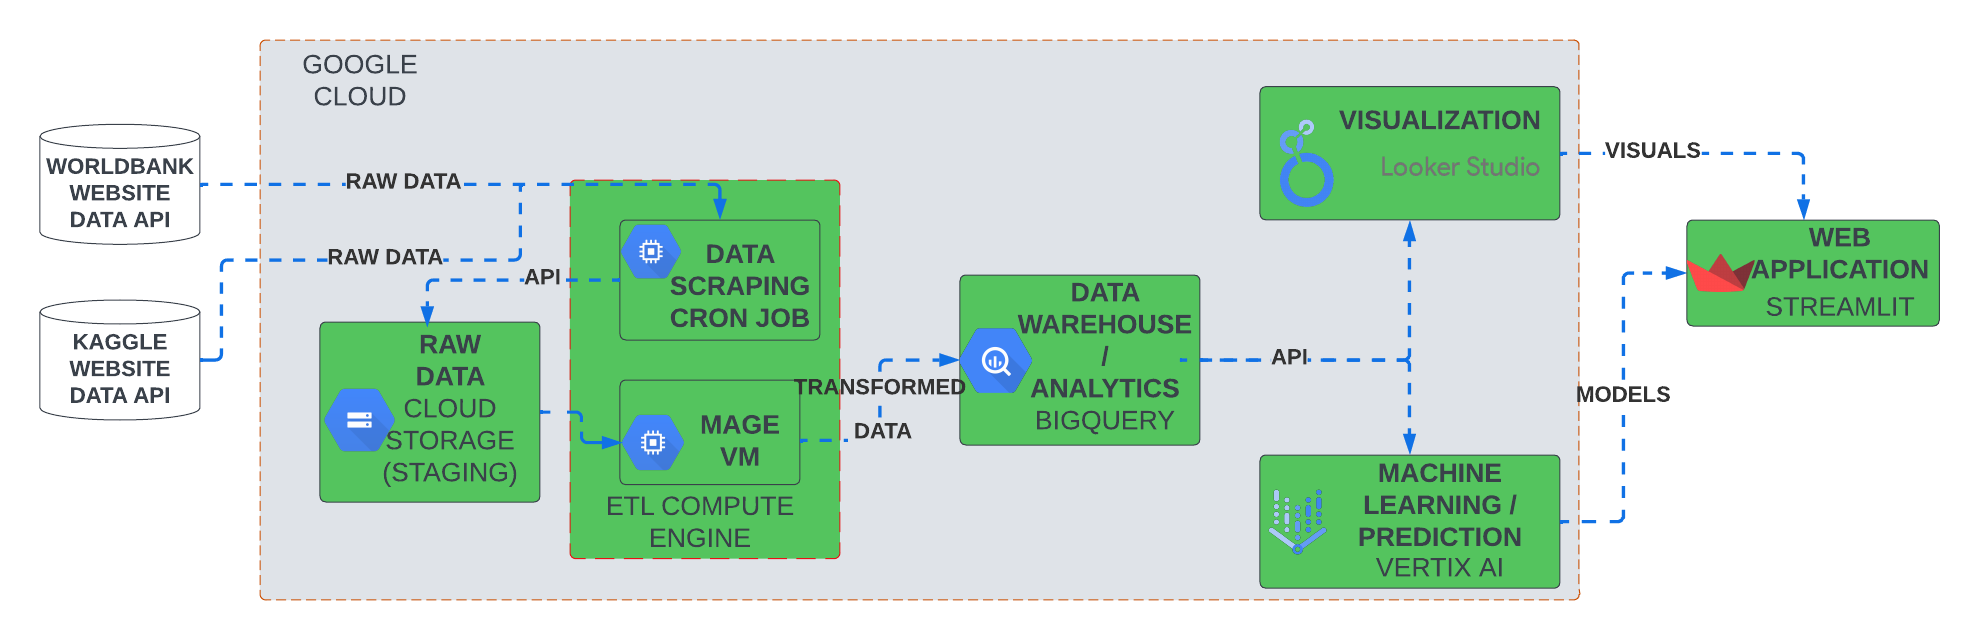 GOOGLE
CLOUD
WORLDBANK
WEBSITE
DATA API
RAW DATA
RAW DATA
KAGGLE
WEBSITE
DATA API
API
DATA
SCRAPING
CRON JOB
RAW
DATA
CLOUD
STORAGE
(STAGING)
MAGE
VM
ETL COMPUTE
ENGINE
TRANSFORMED
DATA
DATA
WAREHOUSE
/
ANALYTICS
BIGQUERY
API
VISUALIZATION
Looker Studio
MACHINE
LEARNING /
PREDICTION
VERTIX AI
VISUALS
MODELS
WEB
APPLICATION
STREAMLIT